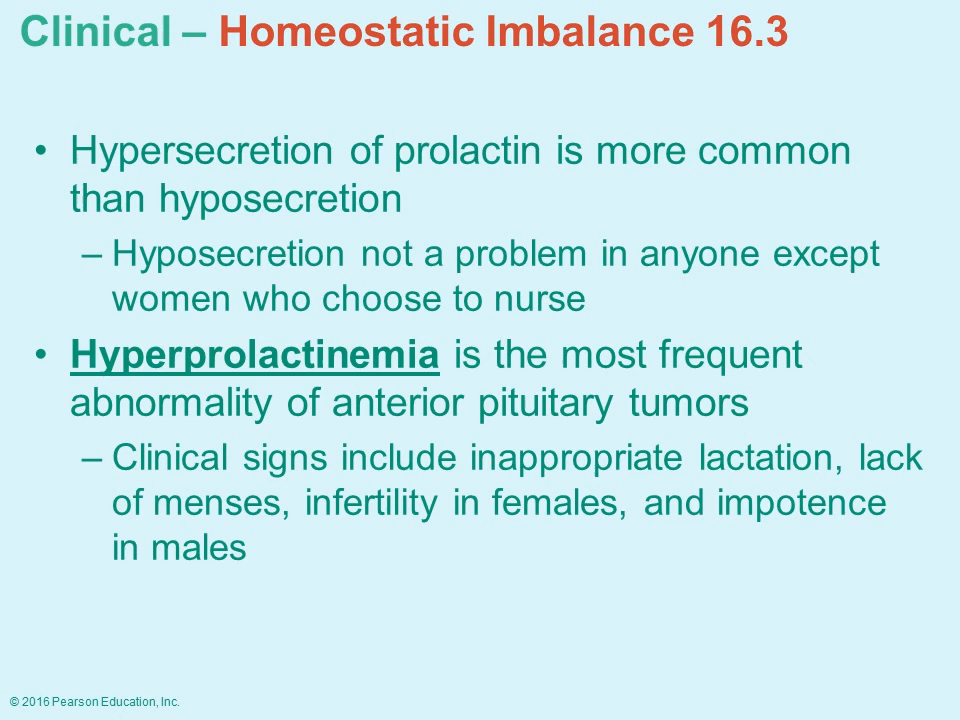 Clinical – Homeostatic Imbalance 16.3
• Hypersecretion of prolactin is more common
than hyposecretion
– Hyposecretion not a problem in anyone except
women who choose to nurse
• Hyperprolactinemia is the most frequent
abnormality of anterior pituitary tumors
– Clinical signs include inappropriate lactation, lack
of menses, infertility in females, and impotence
in males
© 2016 Pearson Education, Inc.